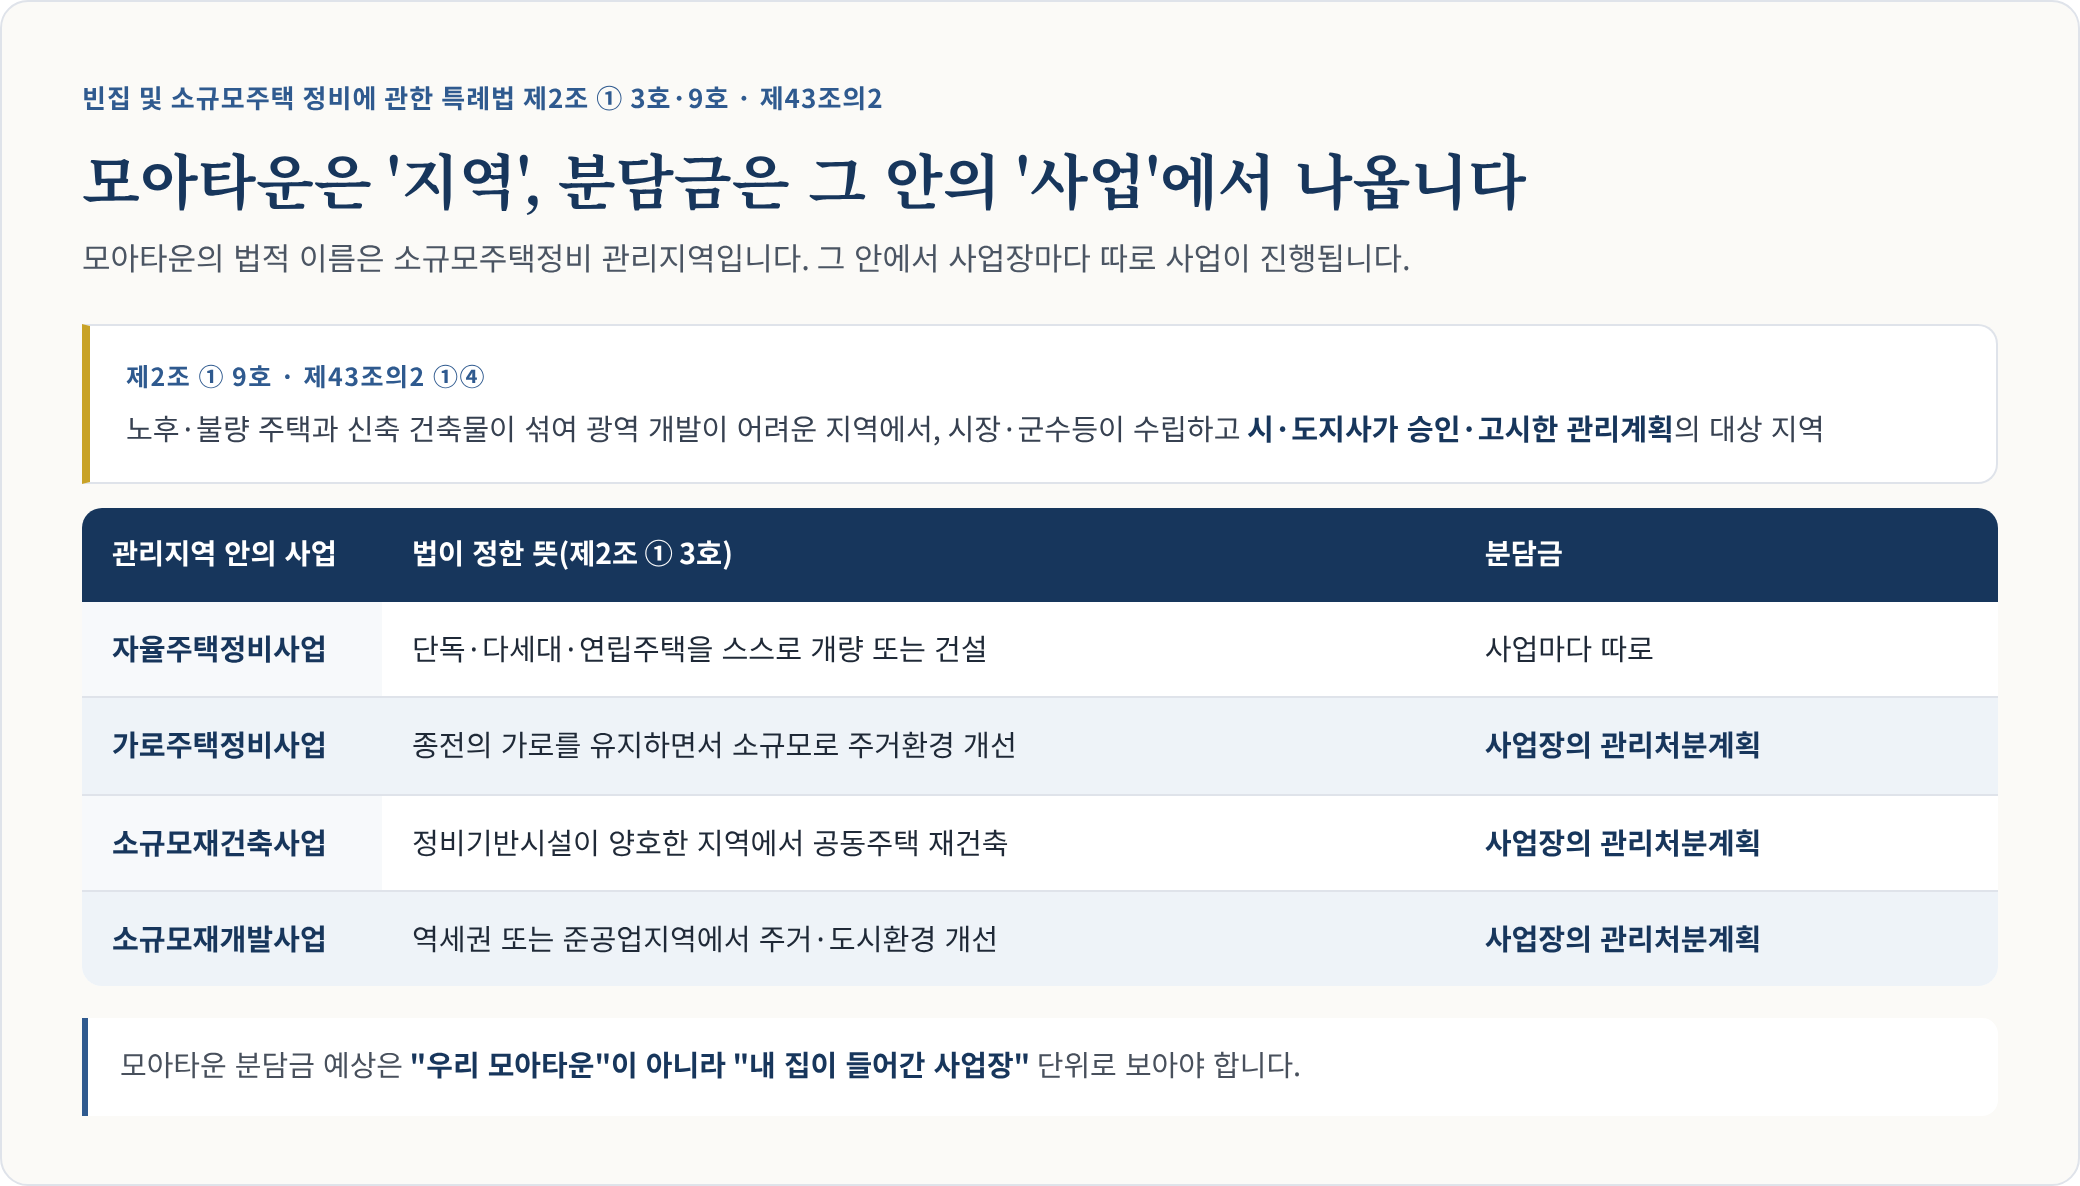 빈집 및 소규모주택 정비에 관한 특례법 제2조 ① 3호·9호 · 제43조의2
모아타운은 '지역', 분담금은 그 안의 '사업'에서 나옵니다
모아타운의 법적 이름은 소규모주택정비 관리지역입니다. 그 안에서 사업장마다 따로 사업이 진행됩니다.
제2조 ① 9호 · 제43조의2 ①④
노후·불량 주택과 신축 건축물이 섞여 광역 개발이 어려운 지역에서, 시장·군수등이 수립하고 시·도지사가 승인·고시한 관리계획의 대상 지역
관리지역 안의 사업 법이 정한 뜻(제2조 ① 3호) 분담금
자율주택정비사업 단독·다세대·연립주택을 스스로 개량 또는 건설 사업마다 따로
가로주택정비사업 종전의 가로를 유지하면서 소규모로 주거환경 개선 사업장의 관리처분계획
소규모재건축사업 정비기반시설이 양호한 지역에서 공동주택 재건축 사업장의 관리처분계획
소규모재개발사업 역세권 또는 준공업지역에서 주거·도시환경 개선 사업장의 관리처분계획
모아타운 분담금 예상은 "우리 모아타운"이 아니라 "내 집이 들어간 사업장" 단위로 보아야 합니다.